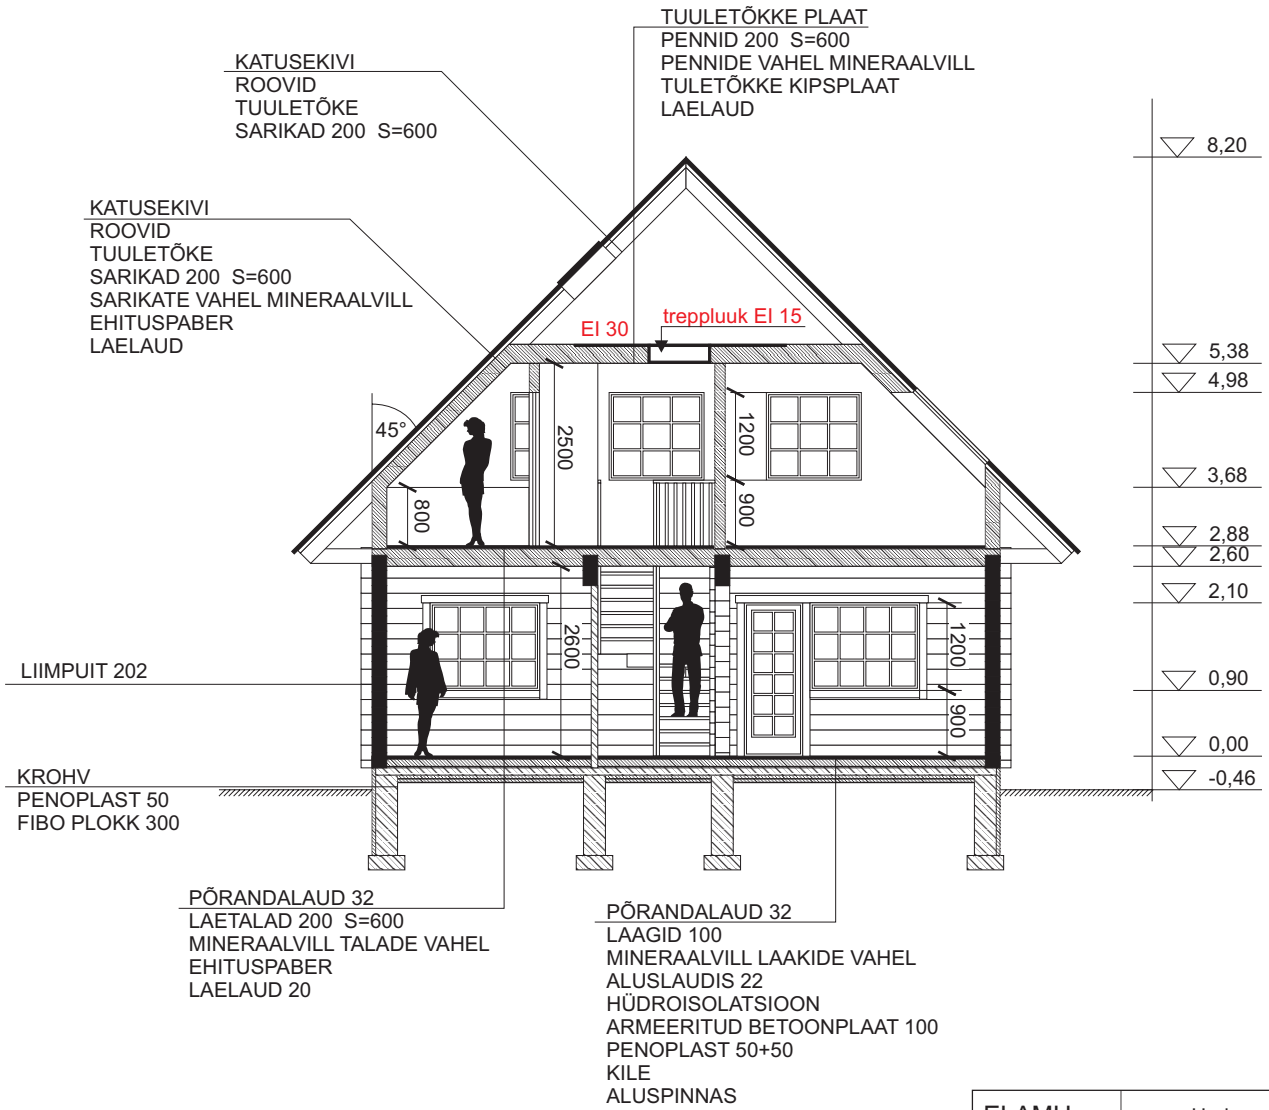 TUULETÕKKE PLAAT
PENNID 200 S=600
PENNIDE VAHEL MINERAALVILL
TULETÕKKE KIPSPLAAT
LAELAUD
KATUSEKIVI
ROOVID
TUULETÕKE
SARIKAD 200 S=600
KATUSEKIVI
ROOVID
TUULETÕKE
SARIKAD 200 S=600
SARIKATE VAHEL MINERAALVILL
EHITUSPABER
LAELAUD
8,20
5,38
4,98
3,68
2,88
2,60
2,10
0,90
0,00
-0,46
EI 30
treppluuk EI 15
45°
800
2500
1200
900
2600
1200
900
LIIMPUIT 202
KROHV
PENOPLAST 50
FIBO PLOKK 300
PÕRANDALAUD 32
LAETALAD 200 S=600
MINERAALVILL TALADE VAHEL
EHITUSPABER
LAELAUD 20
PÕRANDALAUD 32
LAAGID 100
MINERAALVILL LAAKIDE VAHEL
ALUSLAUDIS 22
HÜDROISOLATSIOON
ARMEERITUD BETOONPLAAT 100
PENOPLAST 50+50
KILE
ALUSPINNAS